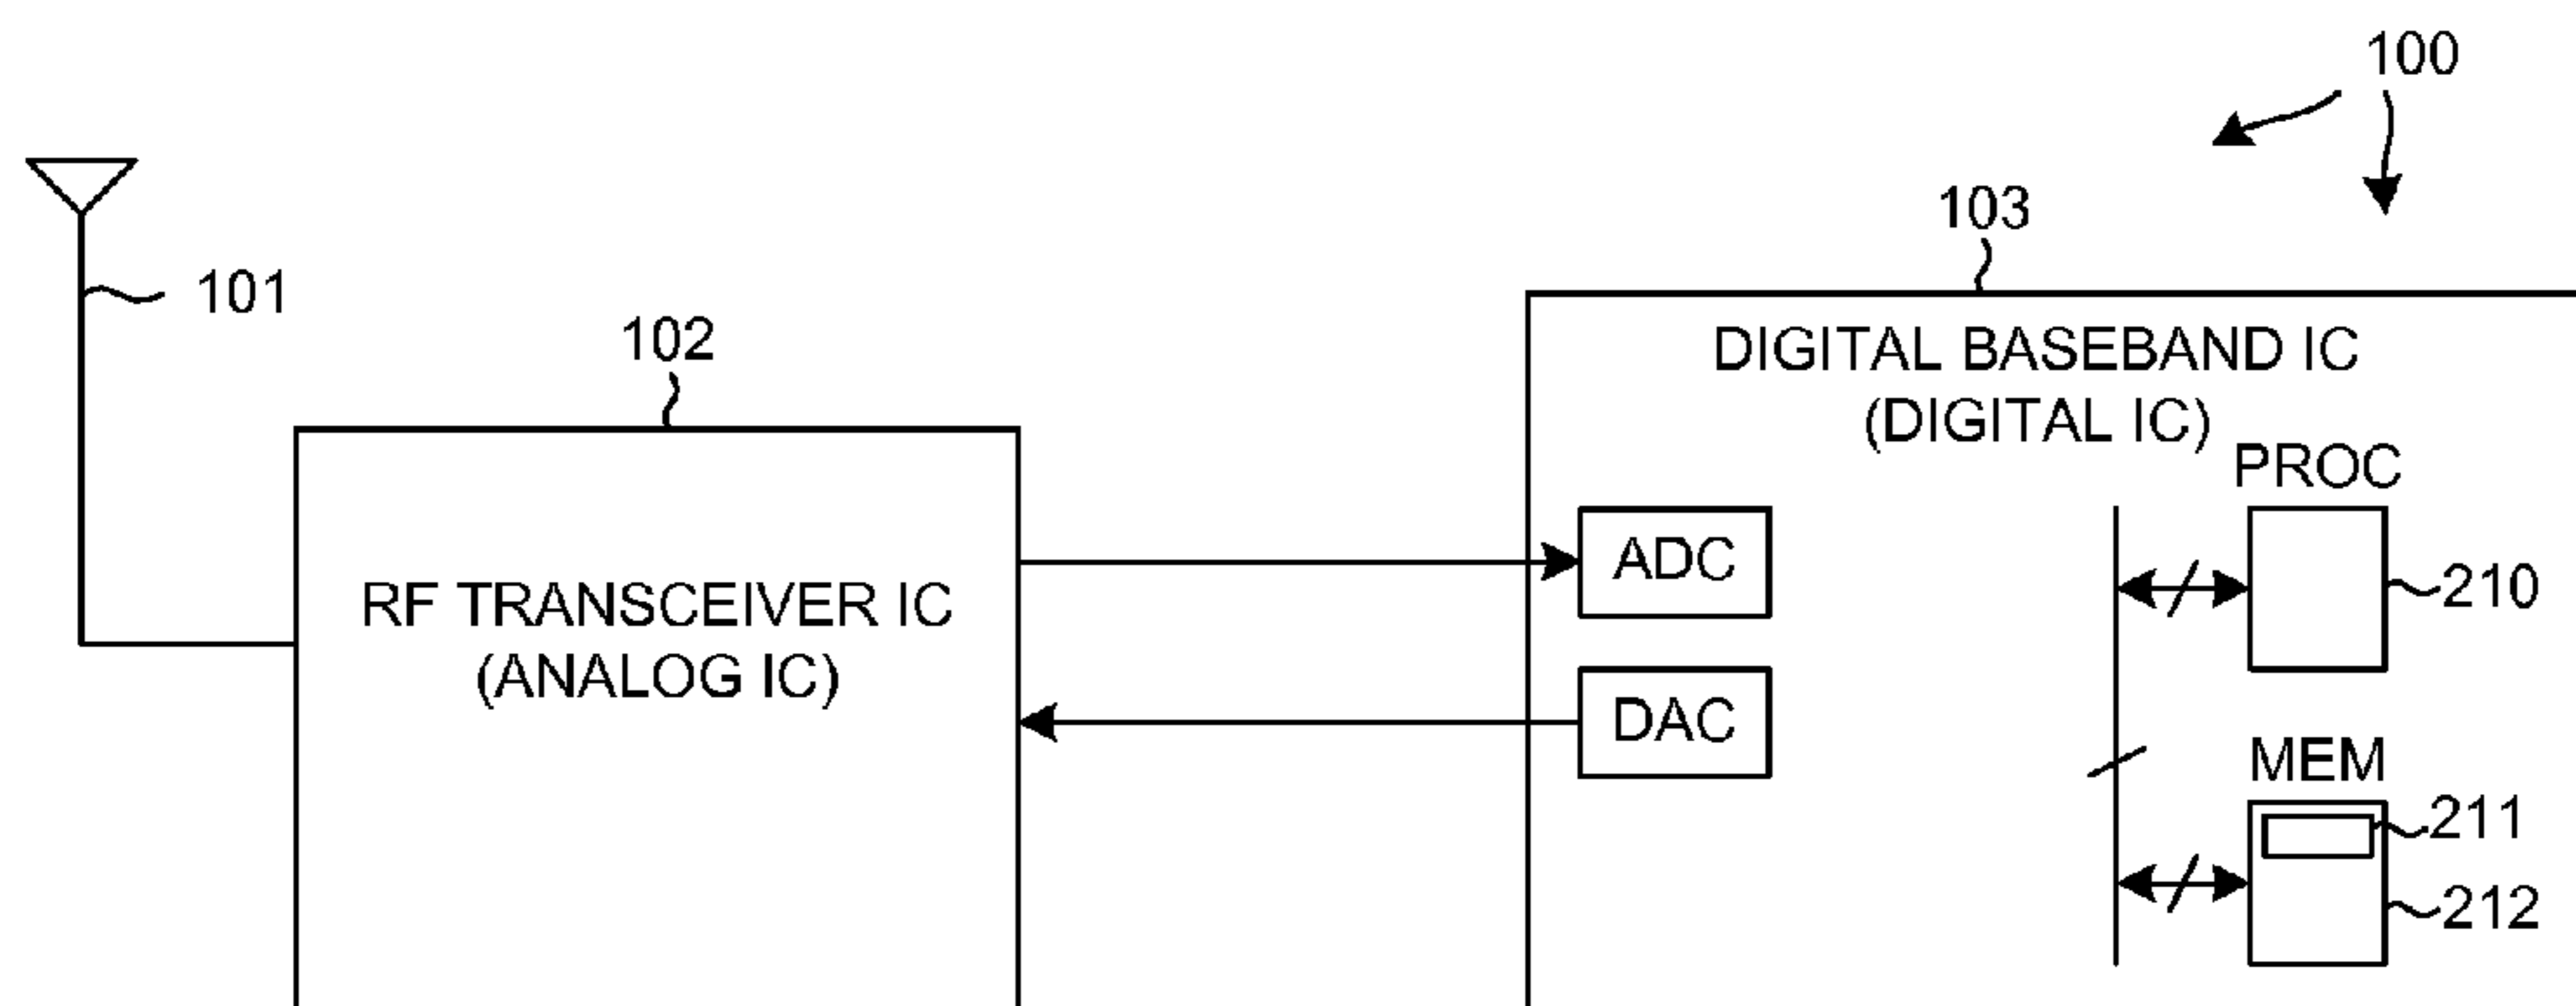 100
103
101
102
DIGITAL BASEBAND IC
(DIGITAL IC)
PROC
ADC
210
RF TRANSCEIVER IC
(ANALOG IC)
DAC
MEM
211
212